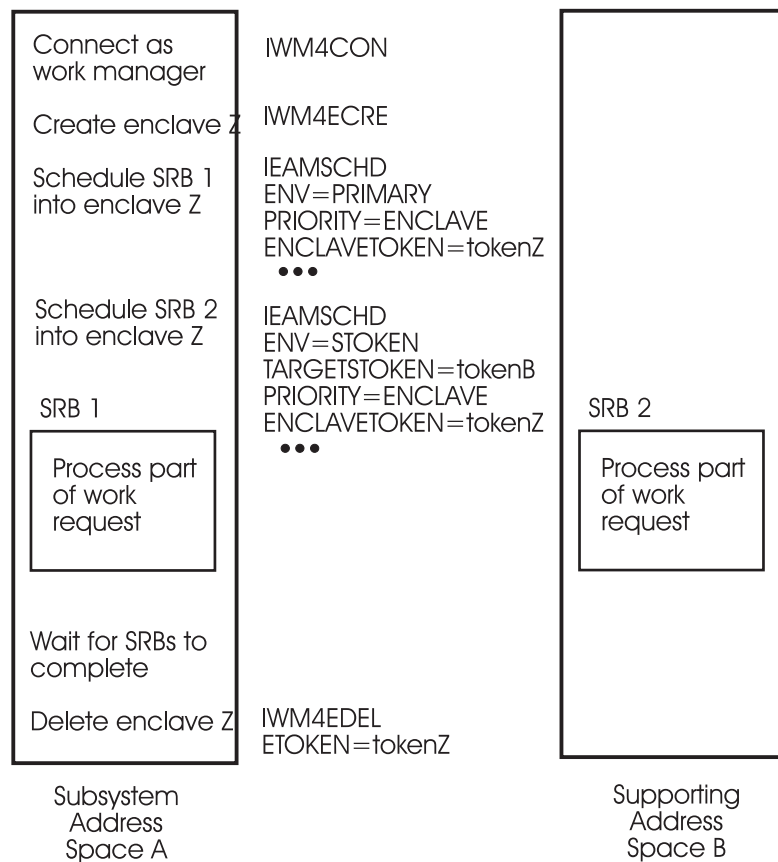 Connect as
work manager
IWM4CON
Create enclave Z
IWM4ECRE
Schedule SRB 1
into enclave Z
IEAMSCHD
ENV=PRIMARY
PRIORITY=ENCLAVE
ENCLAVETOKEN=tokenZ
•••
Schedule SRB 2
into enclave Z
IEAMSCHD
ENV=STOKEN
TARGETSTOKEN=tokenB
PRIORITY=ENCLAVE
ENCLAVETOKEN=tokenZ
•••
SRB 1
Process part
of work
request
SRB 2
Process part
of work
request
Wait for SRBs to
complete
Delete enclave Z
IWM4EDEL
ETOKEN=tokenZ
Subsystem
Address
Space A
Supporting
Address
Space B